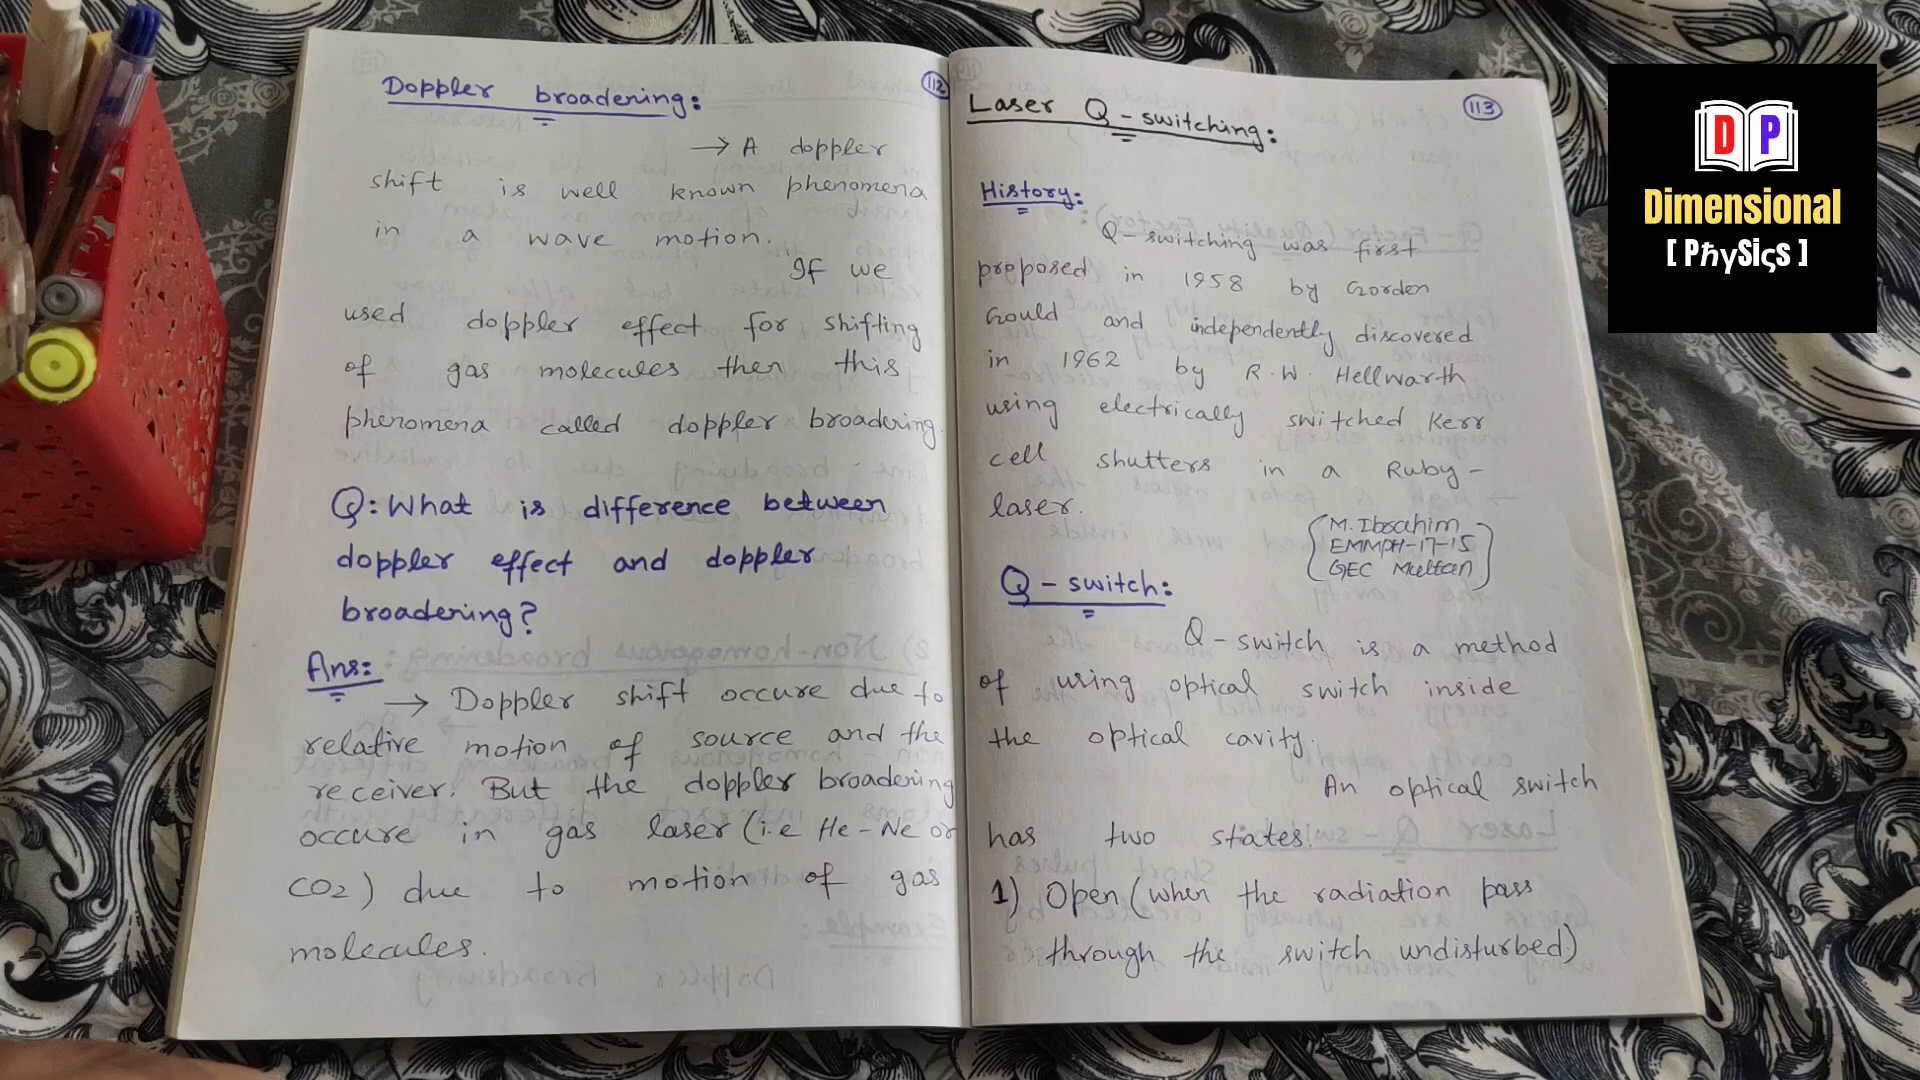 Doppler broadening:
112
→ A doppler
shift is well known phenomena
in a wave motion.
If we
used doppler effect for shifting
of gas molecules then this
phenomena called doppler broadening.
Q: What is difference between
doppler effect and doppler
broadening?
Ans:
→ Doppler shift occure due to
relative motion of source and the
receiver. But the doppler broadening
occure in gas laser (i.e He-Ne or
CO2) due to motion of gas
molecules.
Laser Q-switching:
113
History:
Q-switching was first
proposed in 1958 by Gorden
Gould and independently discovered
in 1962 by R.W. Hellwarth
using electrically switched Kerr
cell shutters in a Ruby-
laser.
M. Ibrahim
EMMPH-17-15
GEC Multan
Q-switch:
Q-switch is a method
of using optical switch inside
the optical cavity.
An optical switch
has two states.
1) Open (when the radiation pass
through the switch undisturbed)
DP
Dimensional
[PħySiςs]